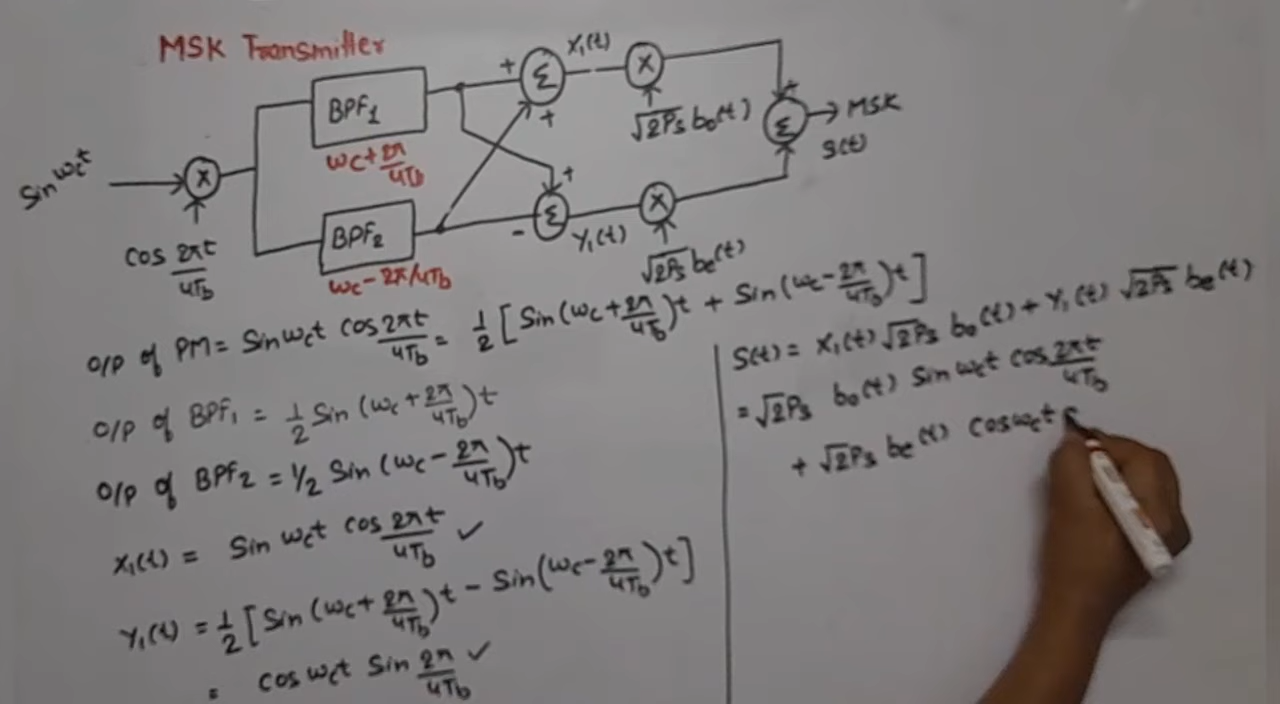 MSK Transmitter
Sin ωct
cos 2πt/4Tb
BPF1
ωc + 2π/4Tb
BPF2
ωc - 2π/4Tb
+
Σ
+
X1(t)
X
√2Ps bo(t)
+
Σ
-
Y1(t)
X
√2Ps be(t)
+
Σ
MSK
S(t)
O/P of PM = Sin ωct cos 2πt/4Tb = 1/2 [Sin(ωc + 2π/4Tb)t + Sin(ωc - 2π/4Tb)t]
O/P of BPF1 = 1/2 Sin (ωc + 2π/4Tb)t
O/P of BPF2 = 1/2 Sin (ωc - 2π/4Tb)t
X1(t) = Sin ωct cos 2πt/4Tb ✓
Y1(t) = 1/2 [Sin (ωc + 2π/4Tb)t - Sin(ωc - 2π/4Tb)t]
= cos ωct Sin 2π/4Tb ✓
S(t) = X1(t) √2Ps bo(t) + Y1(t) √2Ps be(t)
= √2Ps bo(t) Sin ωct cos 2πt/4Tb
+ √2Ps be(t) cos ωct